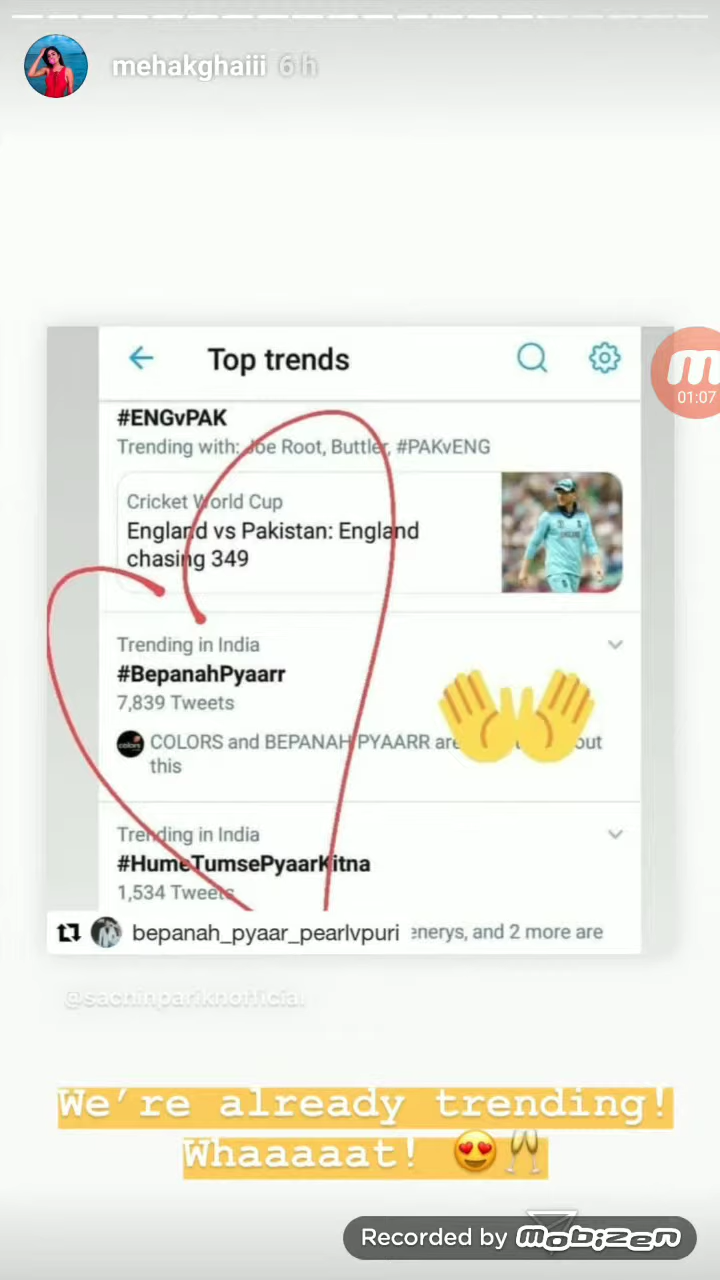 mehakghaiii 6 h
Top trends
#ENGvPAK
Trending with: Joe Root, Buttler, #PAKvENG
Cricket World Cup
England vs Pakistan: England
chasing 349
01:07
Trending in India
#BepanahPyaarr
7,839 Tweets
COLORS and BEPANAH PYAARR are out
this
Trending in India
#HumeTumsePyaarKitna
1,534 Tweets
bepanah_pyaar_pearlvpuri enerys, and 2 more are
We're already trending!
Whaaaaat! 😍🥂
Recorded by mobizen